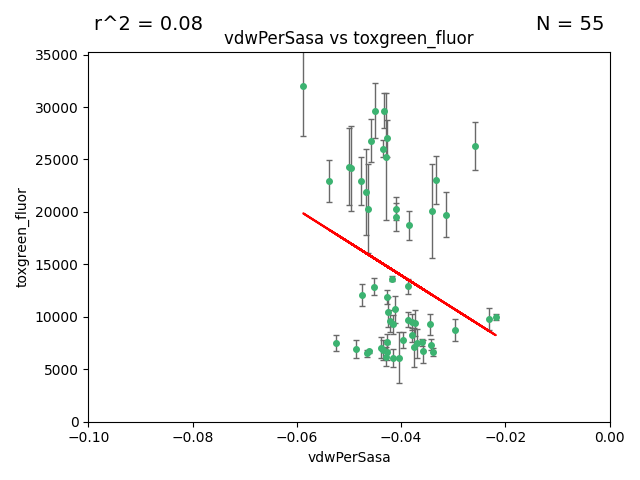 r^2 = 0.08
N = 55
vdwPerSasa vs toxgreen_fluor
35000
30000
25000
20000
15000
10000
5000
0
toxgreen_fluor
−0.10
−0.08
−0.06
−0.04
−0.02
0.00
vdwPerSasa